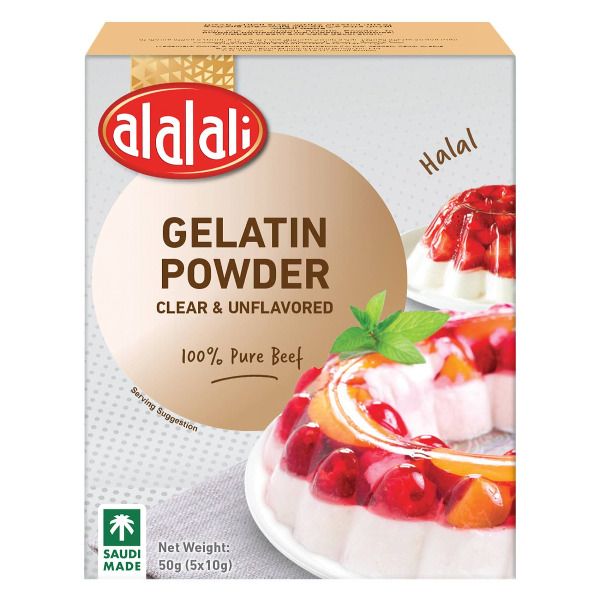 alalali
Halal
GELATIN
POWDER
CLEAR & UNFLAVORED
100% Pure Beef
Serving Suggestion
SAUDI
MADE
Net Weight:
50g (5x10g)